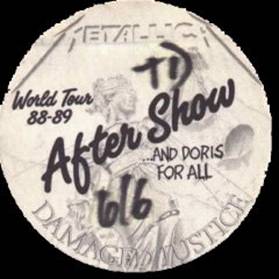 METALLICA
TD
World Tour
88-89
After Show
...AND DORIS
FOR ALL
6/6
DAMAGED JUSTICE